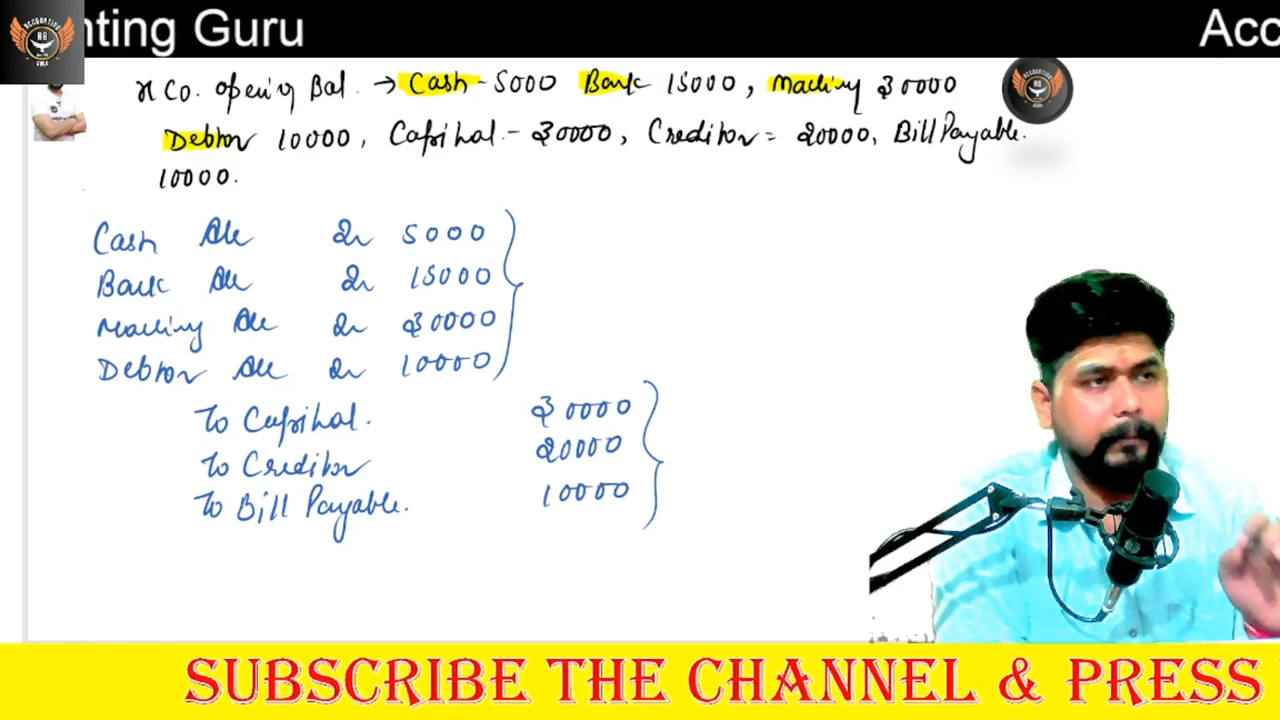 nting Guru Acc
x Co. opening Bal. → Cash - 5000 Bank 15000, Machiny 30000
Debtor 10000, Capital - 30000, Creditor = 20000, Bill Payable.
10000.
Cash A/c Dr 5000
Bank A/c Dr 15000
Machiny A/c Dr 30000
Debtor A/c Dr 10000
To Capital. 30000
To Creditor 20000
To Bill Payable. 10000
SUBSCRIBE THE CHANNEL & PRESS